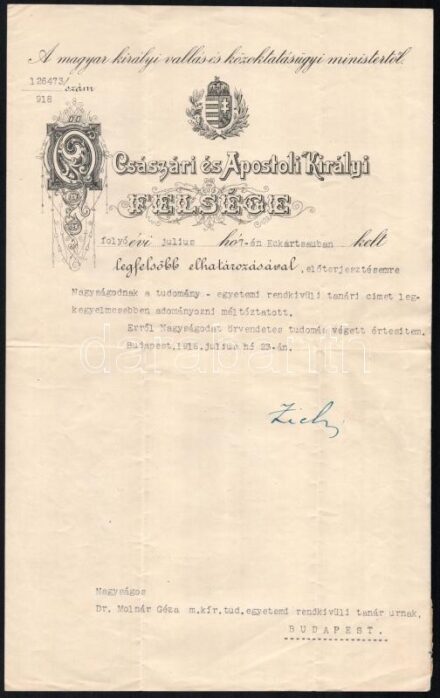 A magyar királyi vallás és közoktatásügyi ministertől.
126473/ szám
918
Ő Császári és Apostoli Királyi
FELSÉGE
folyó évi julius hó 7-én Eckartsauban kelt
legfelsőbb elhatározásával, előterjesztésemre
Nagyságodnak a tudomány - egyetemi rendkivüli tanári cimet leg-
kegyelmesebben adományozni méltóztatott.
Erről Nagyságodat örvendetes tudomás végett értesitem.
Budapest, 1918. julius hó 23-án.
darabanth
Zichy
Nagyságos
Dr. Molnár Géza m.kir.tud.egyetemi rendkivüli tanár urnak.
BUDAPEST.